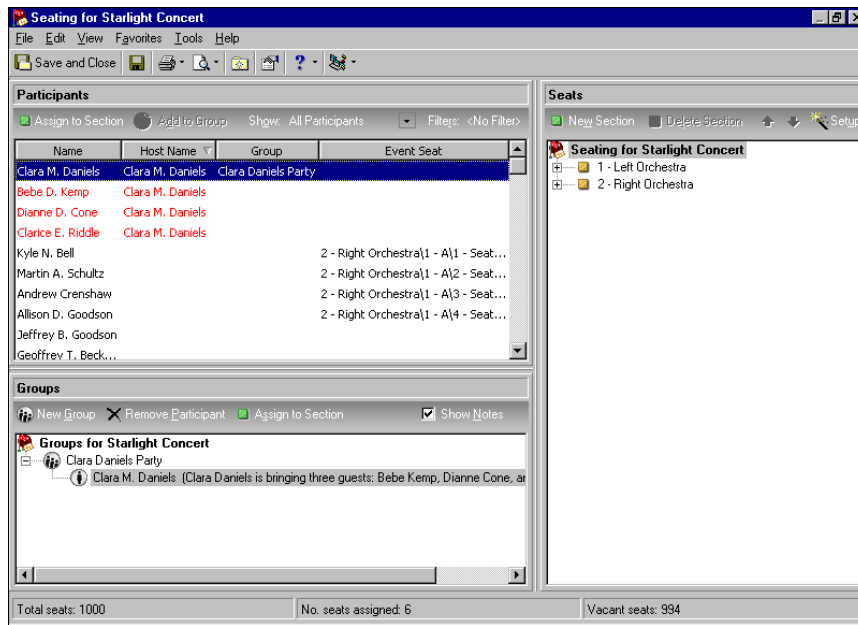 Seating for Starlight Concert
File Edit View Favorites Tools Help
Save and Close
Participants
Assign to Section Add to Group Show: All Participants Filters: <No Filter>
Name Host Name Group Event Seat
Clara M. Daniels Clara M. Daniels Clara Daniels Party
Bebe D. Kemp Clara M. Daniels
Dianne D. Cone Clara M. Daniels
Clarice E. Riddle Clara M. Daniels
Kyle N. Bell 2 - Right Orchestra\1 - A\1 - Seat...
Martin A. Schultz 2 - Right Orchestra\1 - A\2 - Seat...
Andrew Crenshaw 2 - Right Orchestra\1 - A\3 - Seat...
Allison D. Goodson 2 - Right Orchestra\1 - A\4 - Seat...
Jeffrey B. Goodson
Geoffrey T. Beck...
Groups
New Group Remove Participant Assign to Section Show Notes
Groups for Starlight Concert
Clara Daniels Party
Clara M. Daniels (Clara Daniels is bringing three guests: Bebe Kemp, Dianne Cone, an
Seats
New Section Delete Section Setup
Seating for Starlight Concert
1 - Left Orchestra
2 - Right Orchestra
Total seats: 1000 No. seats assigned: 6 Vacant seats: 994